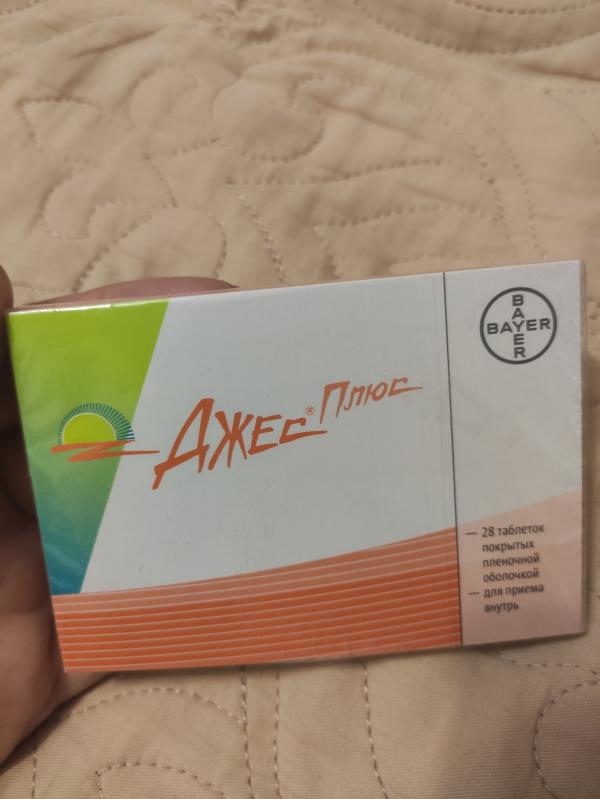 Джес® Плюс
BAYER
BAYER
— 28 таблеток
покрытых
пленочной
оболочкой
— для приема
внутрь